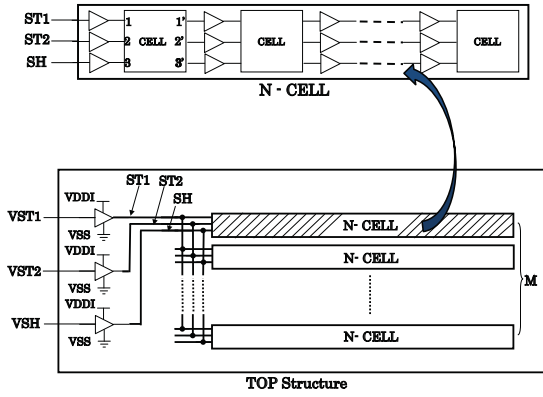 ST1
ST2
SH
1
2
3
CELL
1'
2'
3'
CELL
CELL
N - CELL
VST1
VST2
VSH
VDDI
VSS
VDDI
VSS
VDDI
VSS
ST1
ST2
SH
N- CELL
N- CELL
N- CELL
M
TOP Structure